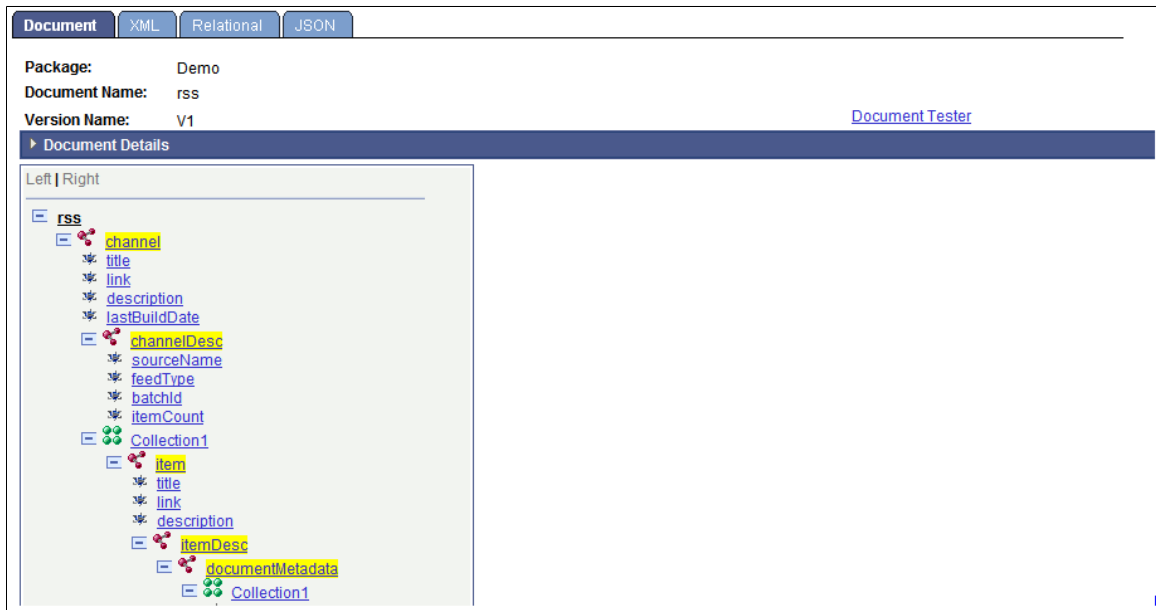 Document XML Relational JSON
Package: Demo
Document Name: rss
Version Name: V1 Document Tester
Document Details
Left | Right
rss
channel
title
link
description
lastBuildDate
channelDesc
sourceName
feedType
batchId
itemCount
Collection1
item
title
link
description
itemDesc
documentMetadata
Collection1